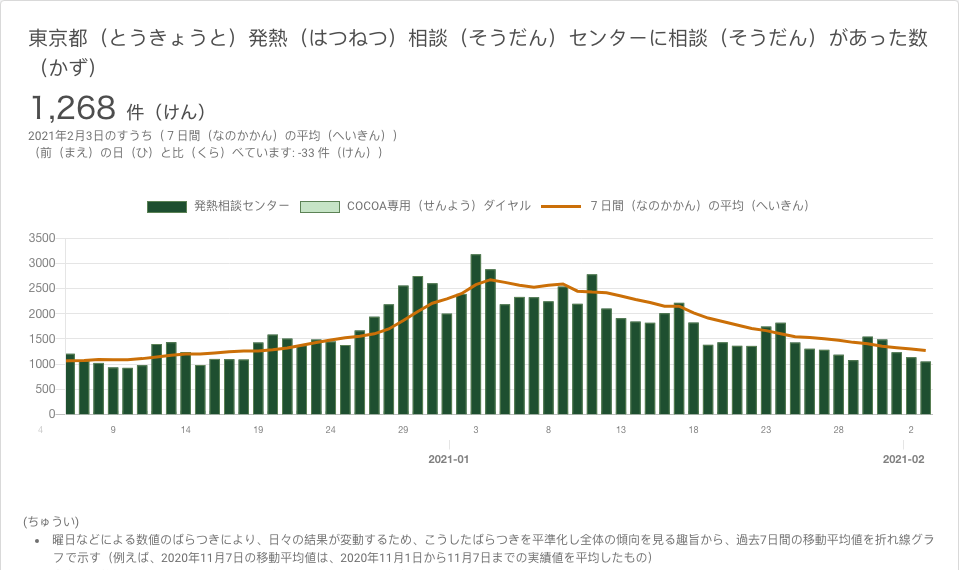 東京都（とうきょうと）発熱（はつねつ）相談（そうだん）センターに相談（そうだん）があった数
（かず）
1,268 件（けん）
2021年2月3日のすうち（７日間（なのかかん）の平均（へいきん））
（前（まえ）の日（ひ）と比（くら）べています: -33 件（けん））
発熱相談センター COCOA専用（せんよう）ダイヤル ７日間（なのかかん）の平均（へいきん）
3500
3000
2500
2000
1500
1000
500
0
4 9 14 19 24 29 3 8 13 18 23 28 2
2021-01 2021-02
(ちゅうい)
• 曜日などによる数値のばらつきにより、日々の結果が変動するため、こうしたばらつきを平準化し全体の傾向を見る趣旨から、過去7日間の移動平均値を折れ線グラ
フで示す（例えば、2020年11月7日の移動平均値は、2020年11月1日から11月7日までの実績値を平均したもの）